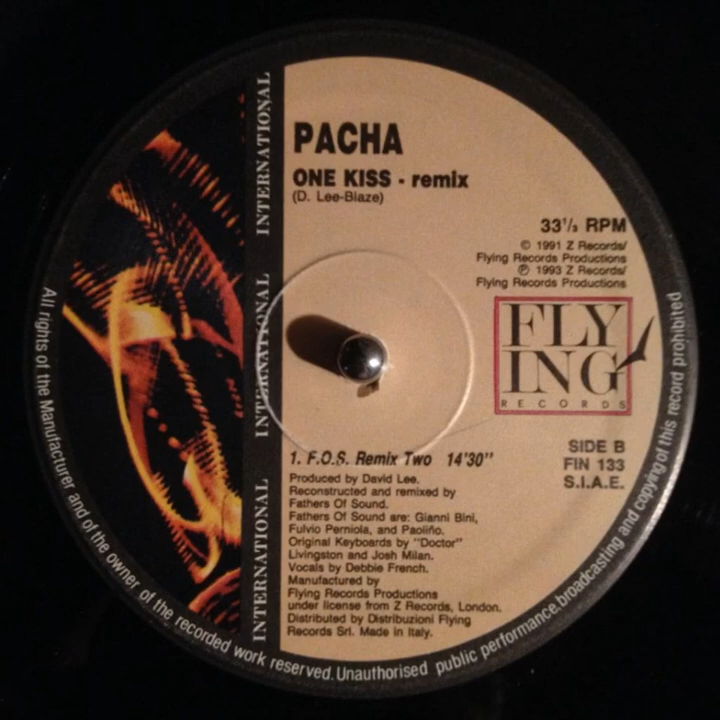 PACHA
ONE KISS - remix
(D. Lee-Blaze)
33¹/₃ RPM
© 1991 Z Records/
Flying Records Productions
℗ 1993 Z Records/
Flying Records Productions
FLY
ING
RECORDS
SIDE B
FIN 133
S.I.A.E.
1. F.O.S. Remix Two 14'30"
Produced by David Lee.
Reconstructed and remixed by
Fathers Of Sound.
Fathers Of Sound are: Gianni Bini,
Fulvio Perniola, and Paoliño.
Original Keyboards by "Doctor"
Livingston and Josh Milan.
Vocals by Debbie French.
Manufactured by
Flying Records Productions
under license from Z Records, London.
Distributed by Distribuzioni Flying
Records Srl. Made in Italy.
INTERNATIONAL
INTERNATIONAL
INTERNATIONAL
All rights of the Manufacturer and of the owner of the recorded work reserved. Unauthorised public performance.broadcasting and copying of this record prohibited